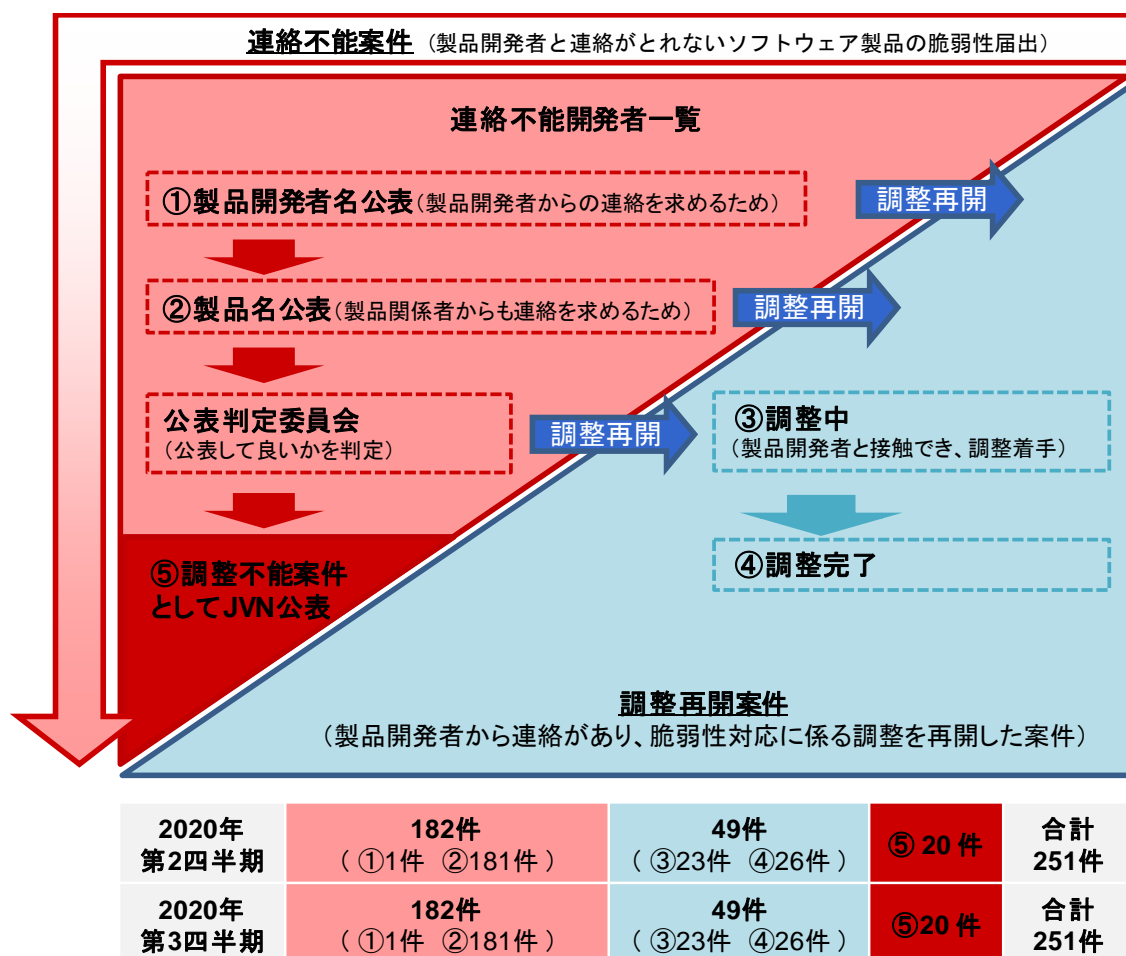 連絡不能案件（製品開発者と連絡がとれないソフトウェア製品の脆弱性届出）
連絡不能開発者一覧
①製品開発者名公表（製品開発者からの連絡を求めるため）
調整再開
②製品名公表（製品関係者からも連絡を求めるため）
調整再開
公表判定委員会
（公表して良いかを判定）
調整再開
③調整中
（製品開発者と接触でき、調整着手）
④調整完了
⑤調整不能案件
としてJVN公表
調整再開案件
（製品開発者から連絡があり、脆弱性対応に係る調整を再開した案件）
2020年
第2四半期
182件
（ ①1件 ②181件 ）
49件
（ ③23件 ④26件 ）
⑤ 20 件
合計
251件
2020年
第3四半期
182件
（ ①1件 ②181件 ）
49件
（ ③23件 ④26件 ）
⑤20 件
合計
251件